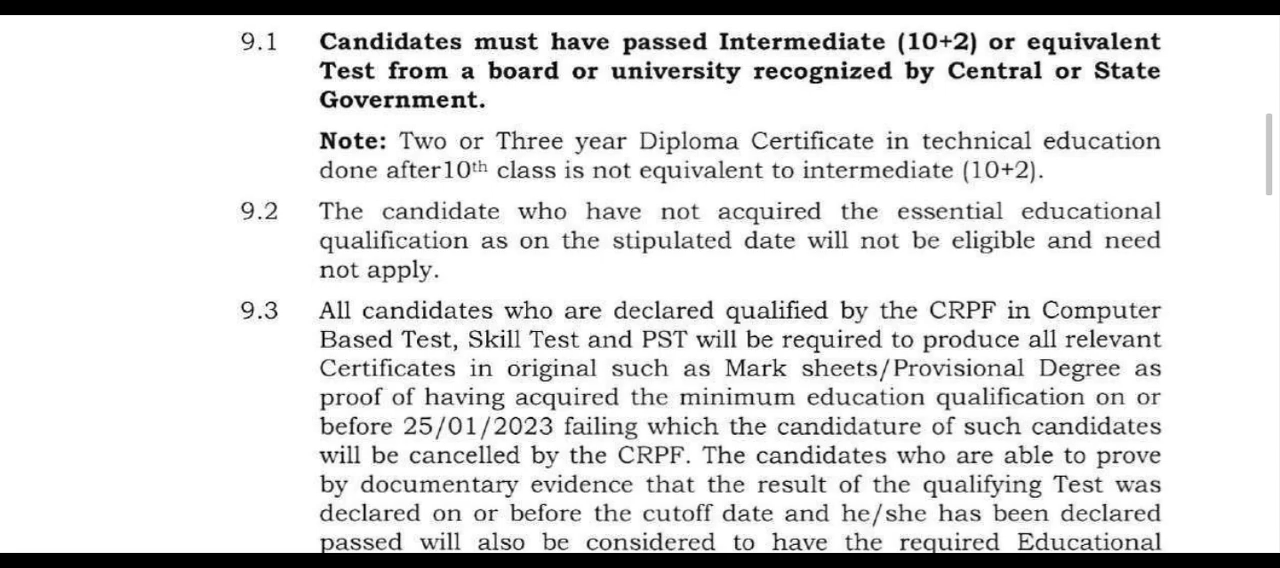 9.1 Candidates must have passed Intermediate (10+2) or equivalent
Test from a board or university recognized by Central or State
Government.
Note: Two or Three year Diploma Certificate in technical education
done after10th class is not equivalent to intermediate (10+2).
9.2 The candidate who have not acquired the essential educational
qualification as on the stipulated date will not be eligible and need
not apply.
9.3 All candidates who are declared qualified by the CRPF in Computer
Based Test, Skill Test and PST will be required to produce all relevant
Certificates in original such as Mark sheets/Provisional Degree as
proof of having acquired the minimum education qualification on or
before 25/01/2023 failing which the candidature of such candidates
will be cancelled by the CRPF. The candidates who are able to prove
by documentary evidence that the result of the qualifying Test was
declared on or before the cutoff date and he/she has been declared
passed will also be considered to have the required Educational